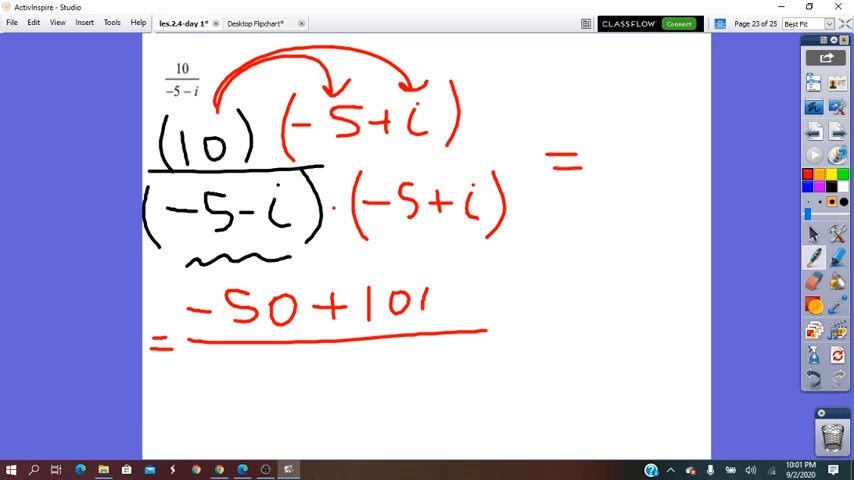 ActivInspire - Studio
File Edit View Insert Tools Help
CLASSFLOW Connect
Page 23 of 25 Best Fit
les.2.4-day 1* Desktop Flipchart*
10
-5 - i
(10) (-5+i)
=
(-5-i) · (-5+i)
-50 + 10i
=
10:01 PM
9/2/2020